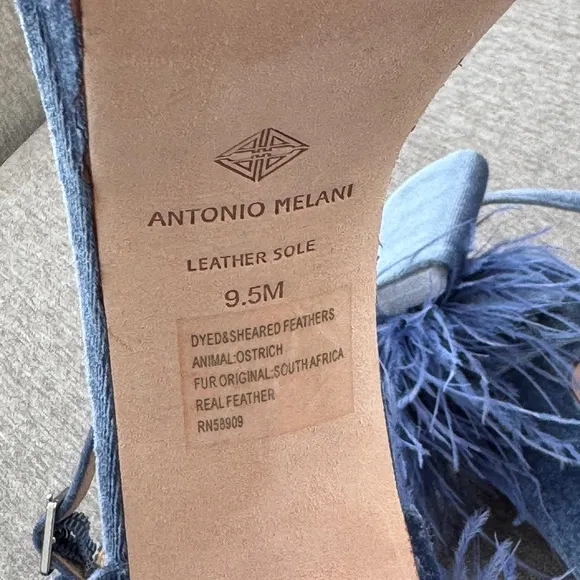 ANTONIO MELANI
LEATHER SOLE
9.5M
DYED&SHEARED FEATHERS
ANIMAL:OSTRICH
FUR ORIGINAL:SOUTH AFRICA
REAL FEATHER
RN58909